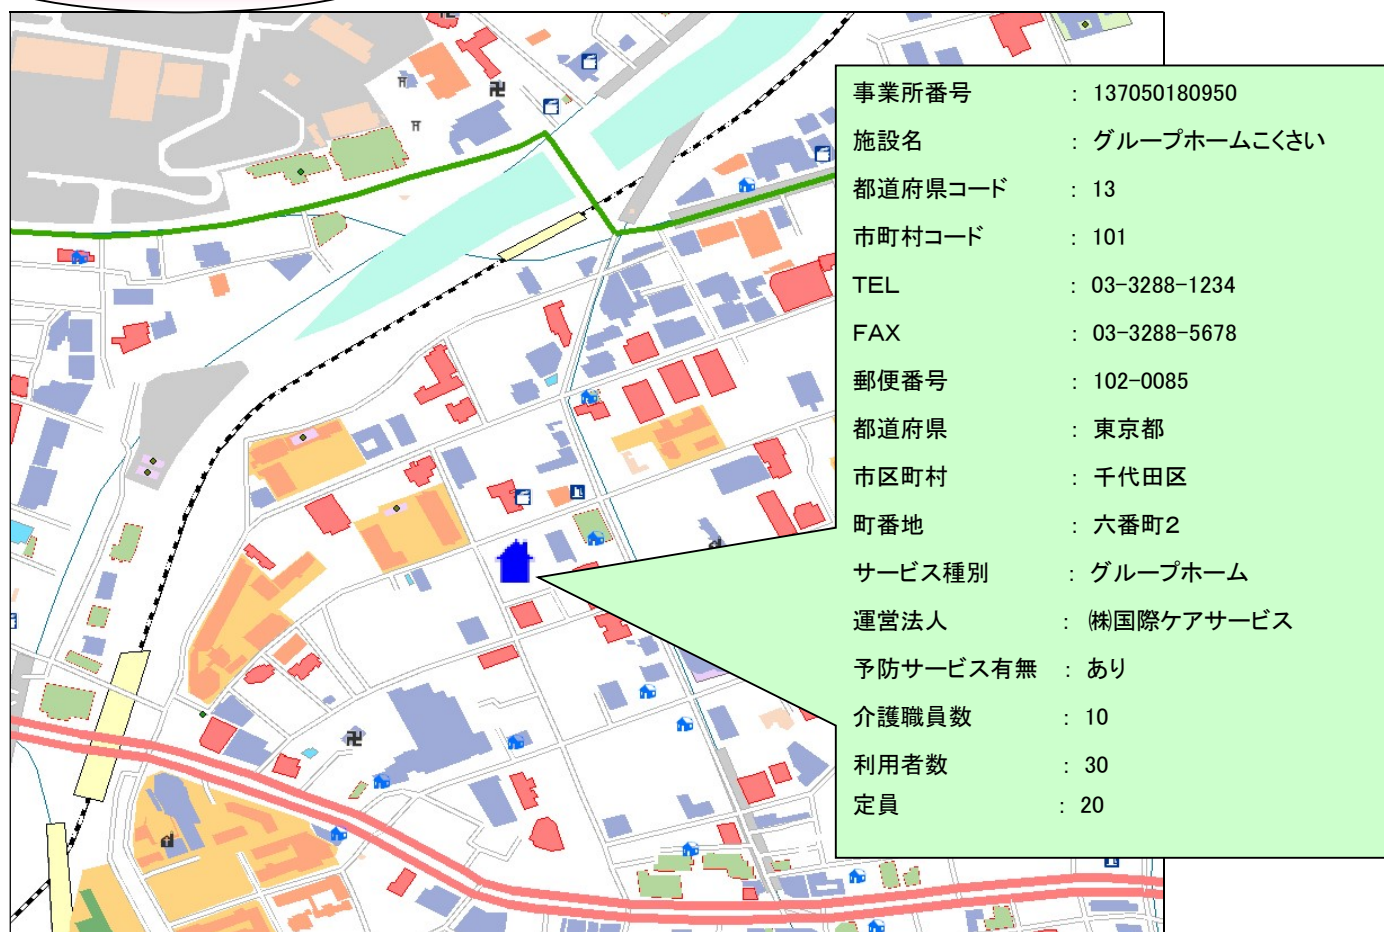 事業所番号 : 137050180950
施設名 : グループホームこくさい
都道府県コード : 13
市町村コード : 101
TEL : 03-3288-1234
FAX : 03-3288-5678
郵便番号 : 102-0085
都道府県 : 東京都
市区町村 : 千代田区
町番地 : 六番町2
サービス種別 : グループホーム
運営法人 : ㈱国際ケアサービス
予防サービス有無 : あり
介護職員数 : 10
利用者数 : 30
定員 : 20